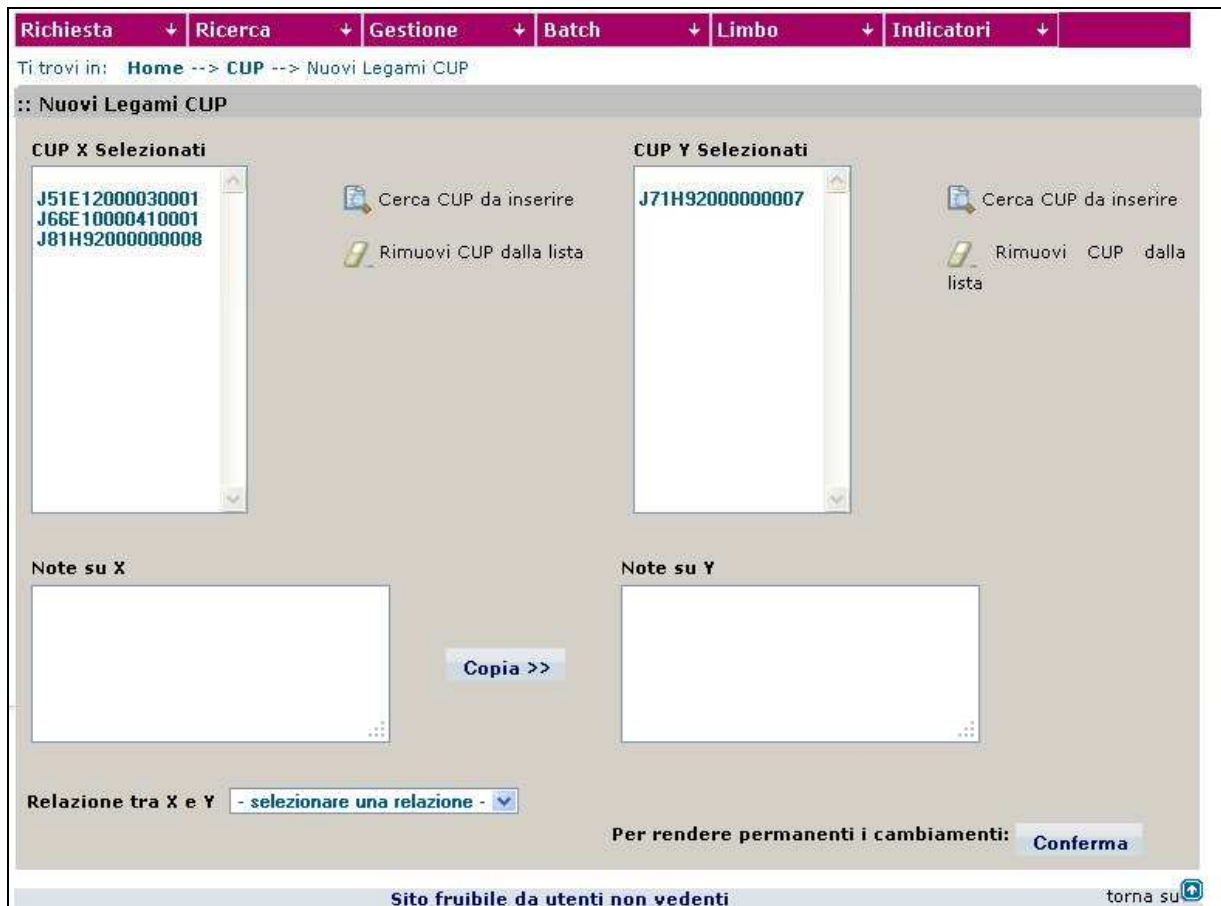 Richiesta Ricerca Gestione Batch Limbo Indicatori
Ti trovi in: Home --> CUP --> Nuovi Legami CUP
:: Nuovi Legami CUP
CUP X Selezionati
J51E12000030001
J66E10000410001
J81H92000000008
Cerca CUP da inserire
Rimuovi CUP dalla lista
CUP Y Selezionati
J71H92000000007
Cerca CUP da inserire
Rimuovi CUP dalla
lista
Note su X
Copia >>
Note su Y
Relazione tra X e Y - selezionare una relazione -
Per rendere permanenti i cambiamenti: Conferma
Sito fruibile da utenti non vedenti
torna su